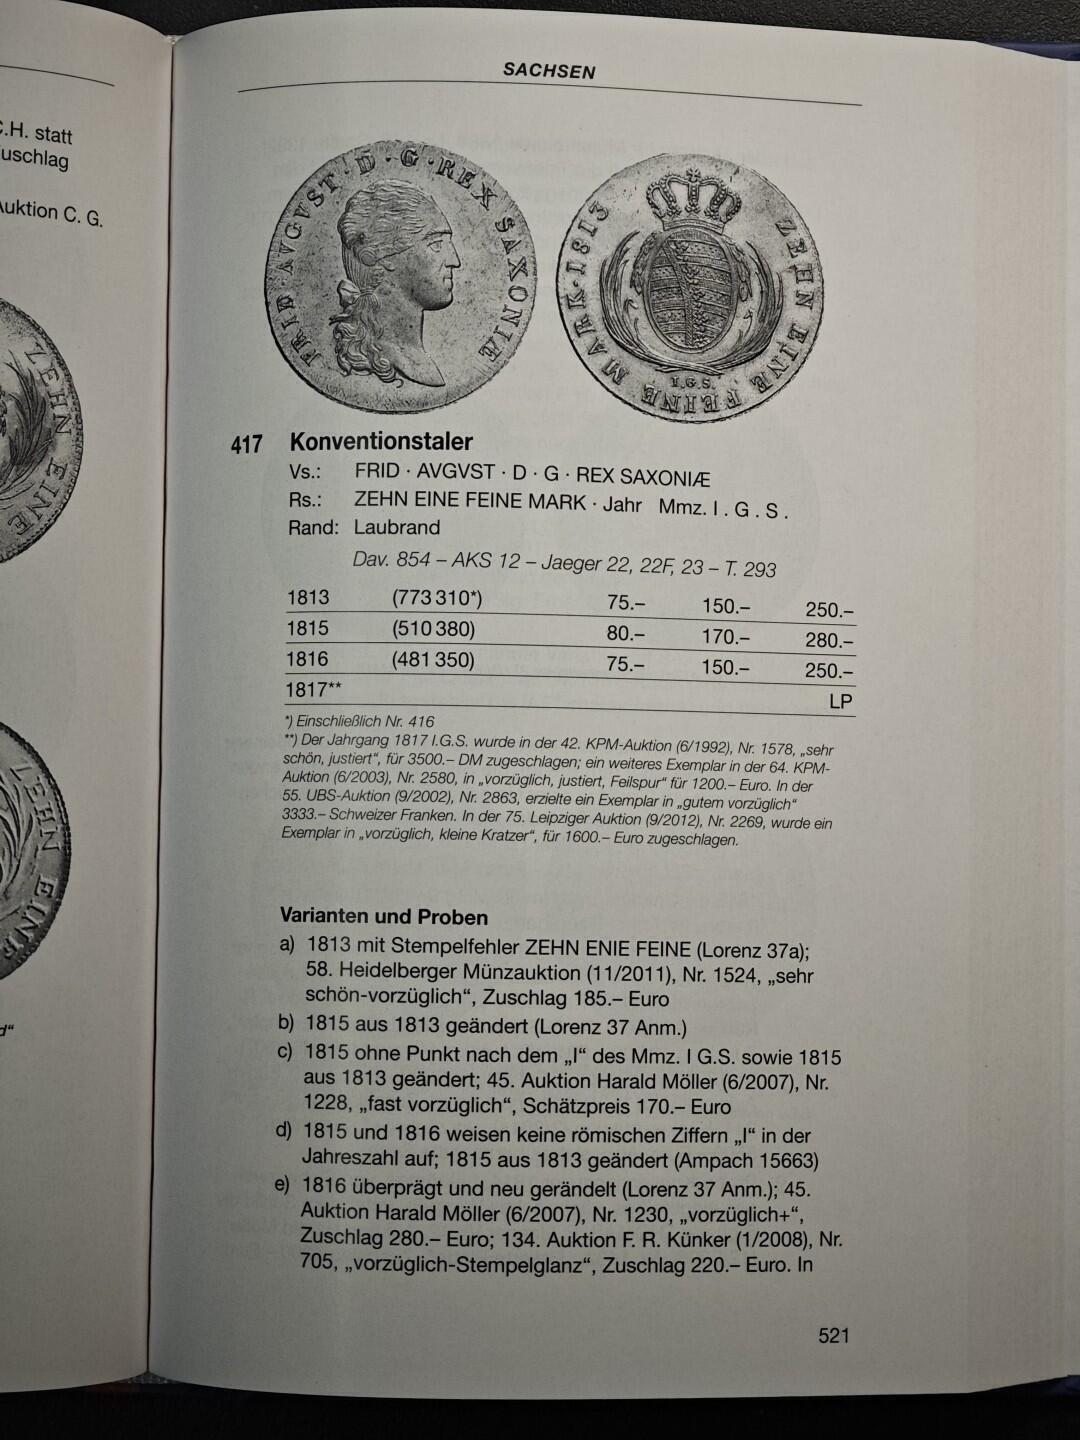 C.H. statt
uschlag
Auktion C. G.
ZEHN EINE
ZEHN EINE
d“
SACHSEN
FRID·AVGVST·D·G·REX SAXONIÆ
ZEHN EINE FEINE MARK·1813
I.G.S.
417 Konventionstaler
Vs.: FRID · AVGVST · D · G · REX SAXONIÆ
Rs.: ZEHN EINE FEINE MARK · Jahr Mmz. I . G . S .
Rand: Laubrand
Dav. 854 – AKS 12 – Jaeger 22, 22F, 23 – T. 293
1813 (773 310*) 75.– 150.– 250.–
1815 (510 380) 80.– 170.– 280.–
1816 (481 350) 75.– 150.– 250.–
1817** LP
*) Einschließlich Nr. 416
**) Der Jahrgang 1817 I.G.S. wurde in der 42. KPM-Auktion (6/1992), Nr. 1578, „sehr
schön, justiert“, für 3500.– DM zugeschlagen; ein weiteres Exemplar in der 64. KPM-
Auktion (6/2003), Nr. 2580, in „vorzüglich, justiert, Feilspur“ für 1200.– Euro. In der
55. UBS-Auktion (9/2002), Nr. 2863, erzielte ein Exemplar in „gutem vorzüglich“
3333.– Schweizer Franken. In der 75. Leipziger Auktion (9/2012), Nr. 2269, wurde ein
Exemplar in „vorzüglich, kleine Kratzer“, für 1600.– Euro zugeschlagen.
Varianten und Proben
a) 1813 mit Stempelfehler ZEHN ENIE FEINE (Lorenz 37a);
58. Heidelberger Münzauktion (11/2011), Nr. 1524, „sehr
schön-vorzüglich“, Zuschlag 185.– Euro
b) 1815 aus 1813 geändert (Lorenz 37 Anm.)
c) 1815 ohne Punkt nach dem „I“ des Mmz. I G.S. sowie 1815
aus 1813 geändert; 45. Auktion Harald Möller (6/2007), Nr.
1228, „fast vorzüglich“, Schätzpreis 170.– Euro
d) 1815 und 1816 weisen keine römischen Ziffern „I“ in der
Jahreszahl auf; 1815 aus 1813 geändert (Ampach 15663)
e) 1816 überprägt und neu gerändelt (Lorenz 37 Anm.); 45.
Auktion Harald Möller (6/2007), Nr. 1230, „vorzüglich+“,
Zuschlag 280.– Euro; 134. Auktion F. R. Künker (1/2008), Nr.
705, „vorzüglich-Stempelglanz“, Zuschlag 220.– Euro. In
521